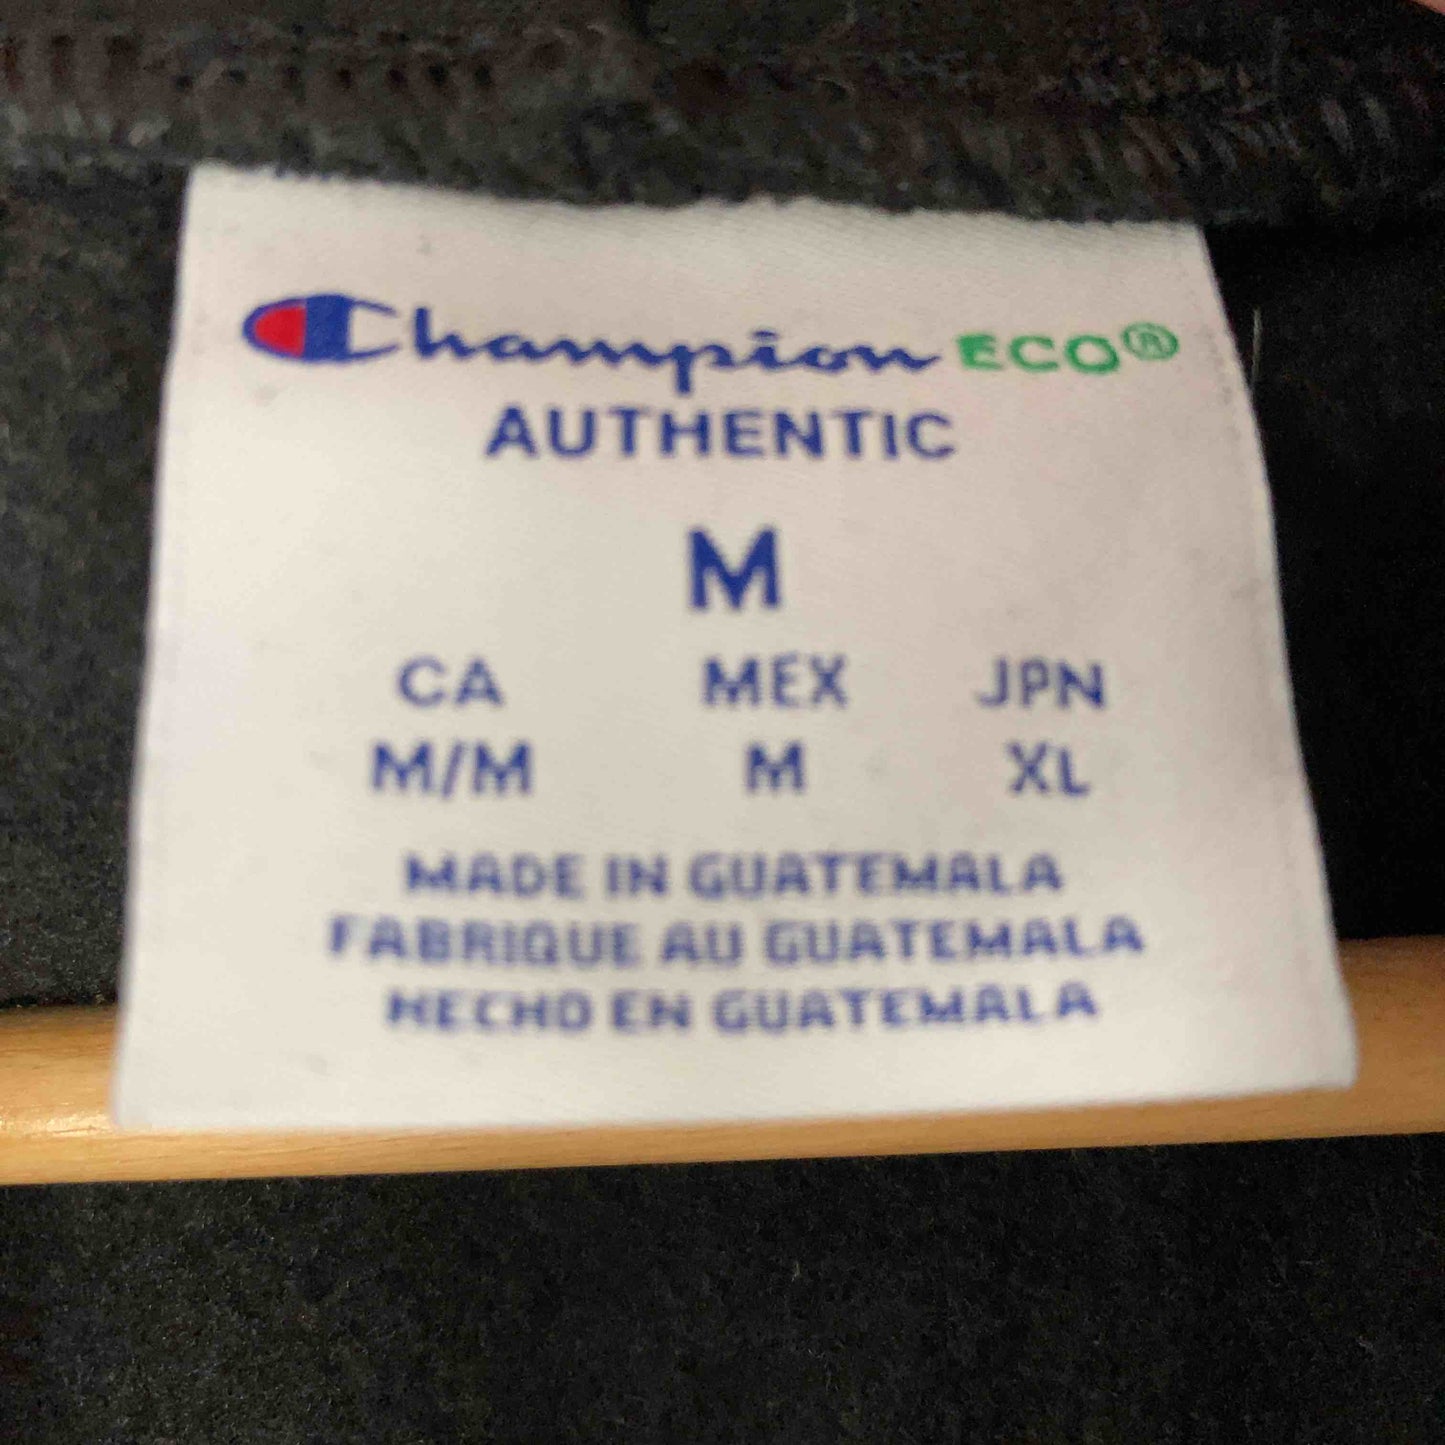 Champion ECO®
AUTHENTIC
M
CA MEX JPN
M/M M XL
MADE IN GUATEMALA
FABRIQUE AU GUATEMALA
HECHO EN GUATEMALA